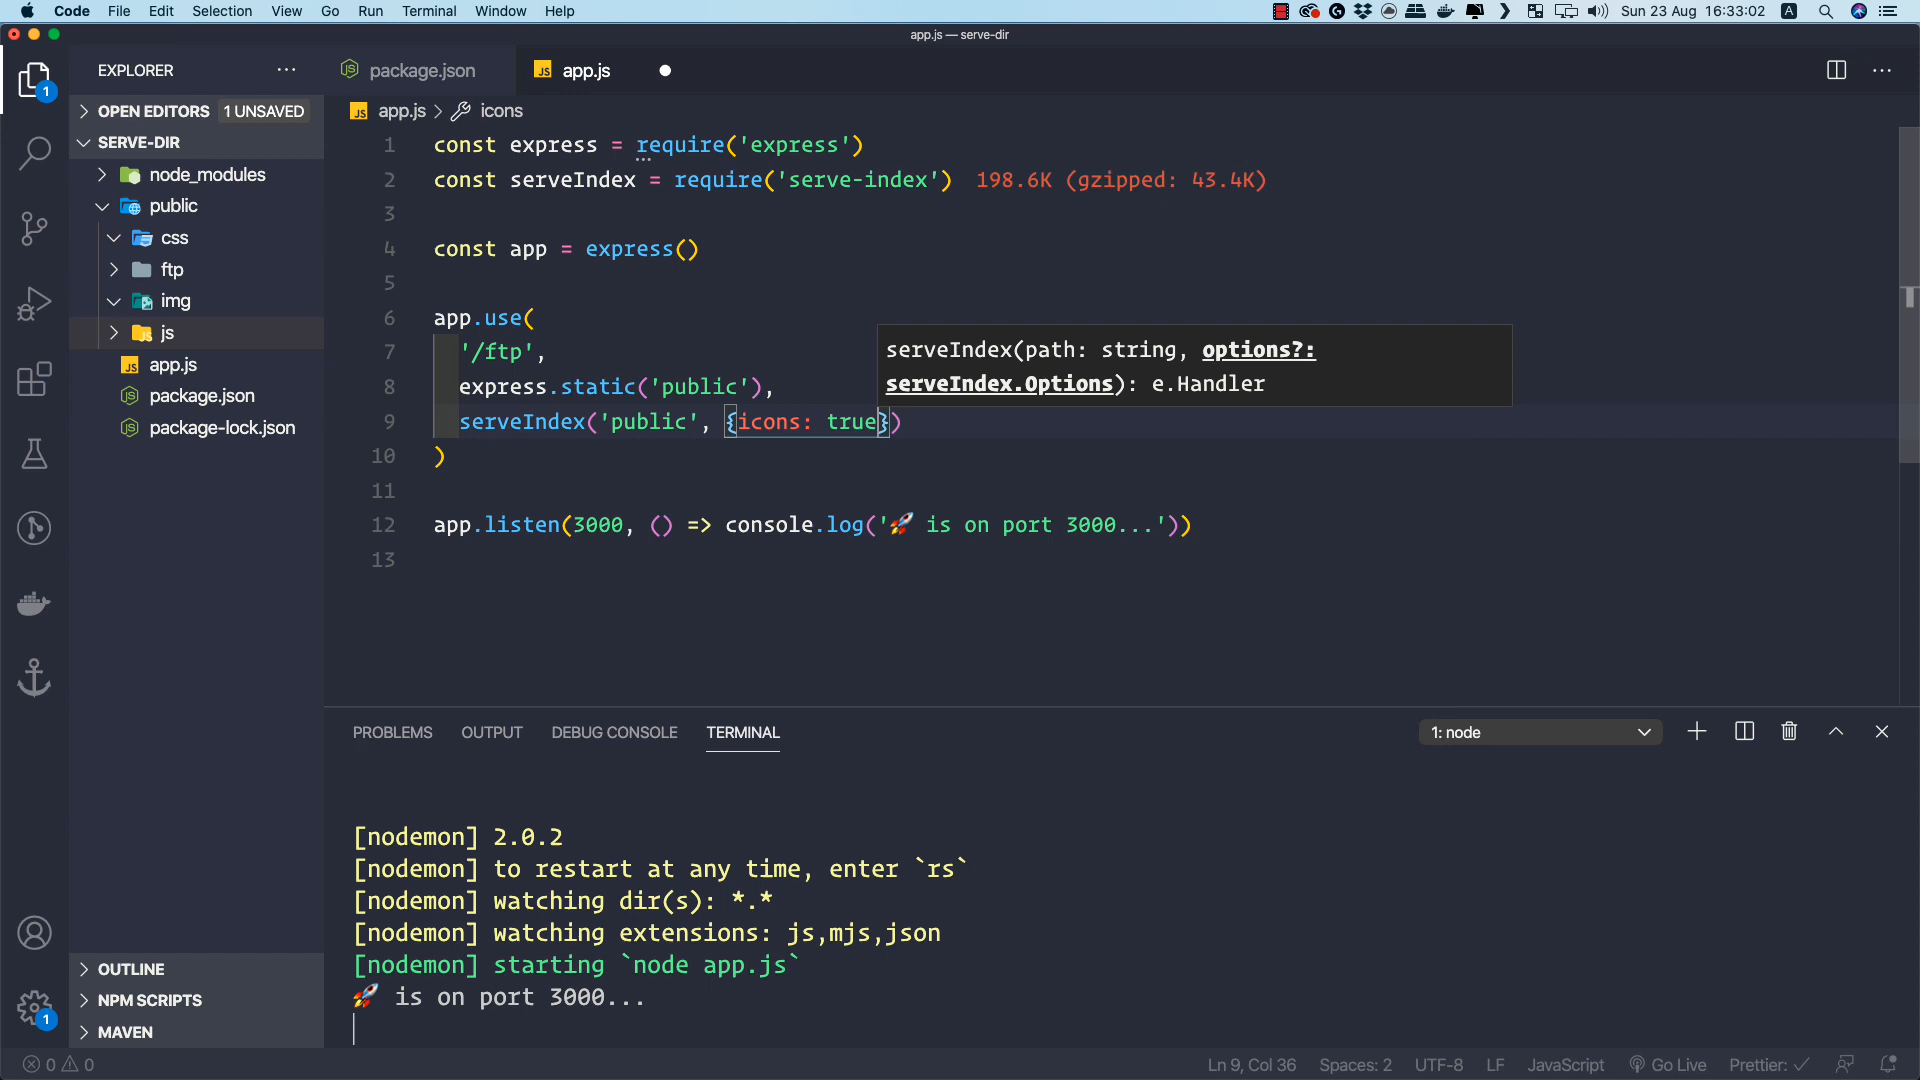 Code File Edit Selection View Go Run Terminal Window Help Sun 23 Aug 16:33:02 A
app.js — serve-dir
EXPLORER ··· package.json JS app.js ···
1
OPEN EDITORS 1 UNSAVED
JS app.js > icons
SERVE-DIR
node_modules
public
css
ftp
img
js
JS app.js
package.json
package-lock.json
1 const express = require('express')
2 const serveIndex = require('serve-index') 198.6K (gzipped: 43.4K)
3
4 const app = express()
5
6 app.use(
7 '/ftp',
8 express.static('public'),
9 serveIndex('public', {icons: true})
10 )
11
12 app.listen(3000, () => console.log('🚀 is on port 3000...'))
13
serveIndex(path: string, options?:
serveIndex.Options): e.Handler
PROBLEMS OUTPUT DEBUG CONSOLE TERMINAL 1: node
[nodemon] 2.0.2
[nodemon] to restart at any time, enter `rs`
[nodemon] watching dir(s): *.*
[nodemon] watching extensions: js,mjs,json
[nodemon] starting `node app.js`
🚀 is on port 3000...
OUTLINE
NPM SCRIPTS
MAVEN
1
0 0 Ln 9, Col 36 Spaces: 2 UTF-8 LF JavaScript Go Live Prettier: ✓